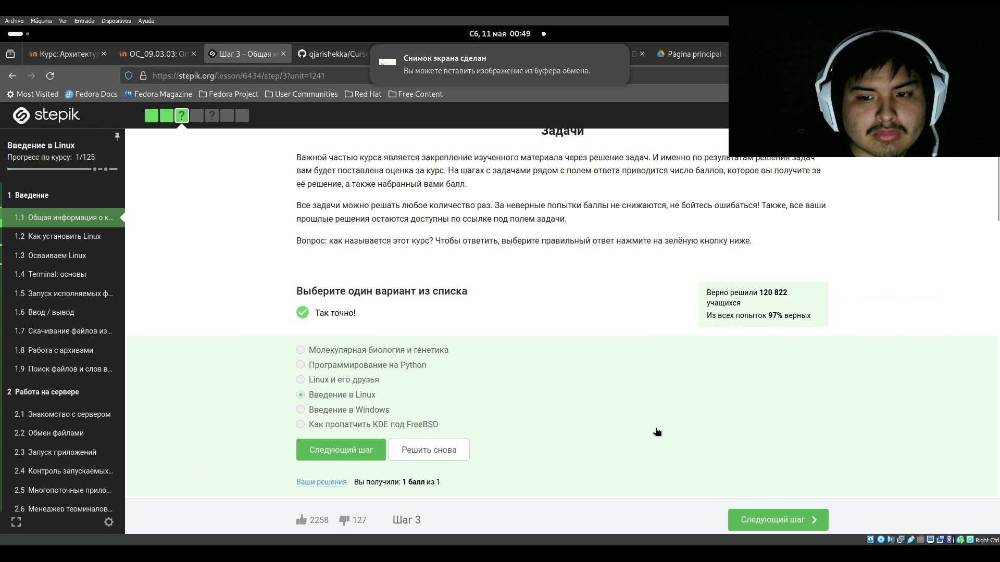 Archivo Máquina Ver Entrada Dispositivos Ayuda
Сб, 11 мая 00:49
Курс: Архитектур
ОС_09.03.03: Оп
Шаг 3 – Общая и
qjarishekka/Curs
Página principal -
Снимок экрана сделан
Вы можете вставить изображение из буфера обмена.
https://stepik.org/lesson/6434/step/3?unit=1241
Most Visited Fedora Docs Fedora Magazine Fedora Project User Communities Red Hat Free Content
stepik
? ?
Введение в Linux
Прогресс по курсу: 1/125
1 Введение
1.1 Общая информация о к...
1.2 Как установить Linux
1.3 Осваиваем Linux
1.4 Terminal: основы
1.5 Запуск исполняемых ф...
1.6 Ввод / вывод
1.7 Скачивание файлов из...
1.8 Работа с архивами
1.9 Поиск файлов и слов в...
2 Работа на сервере
2.1 Знакомство с сервером
2.2 Обмен файлами
2.3 Запуск приложений
2.4 Контроль запускаемых...
2.5 Многопоточные прило...
2.6 Менеджер терминалов...
Задачи
Важной частью курса является закрепление изученного материала через решение задач. И именно по результатам решения задач
вам будет поставлена оценка за курс. На шагах с задачами рядом с полем ответа приводится число баллов, которое вы получите за
её решение, а также набранный вами балл.
Все задачи можно решать любое количество раз. За неверные попытки баллы не снижаются, не бойтесь ошибаться! Также, все ваши
прошлые решения остаются доступны по ссылке под полем задачи.
Вопрос: как называется этот курс? Чтобы ответить, выберите правильный ответ нажмите на зелёную кнопку ниже.
Выберите один вариант из списка
Так точно!
Верно решили 120 822
учащихся
Из всех попыток 97% верных
Молекулярная биология и генетика
Программирование на Python
Linux и его друзья
Введение в Linux
Введение в Windows
Как пропатчить KDE под FreeBSD
Следующий шаг Решить снова
Ваши решения Вы получили: 1 балл из 1
2258 127 Шаг 3 Следующий шаг
Right Ctrl